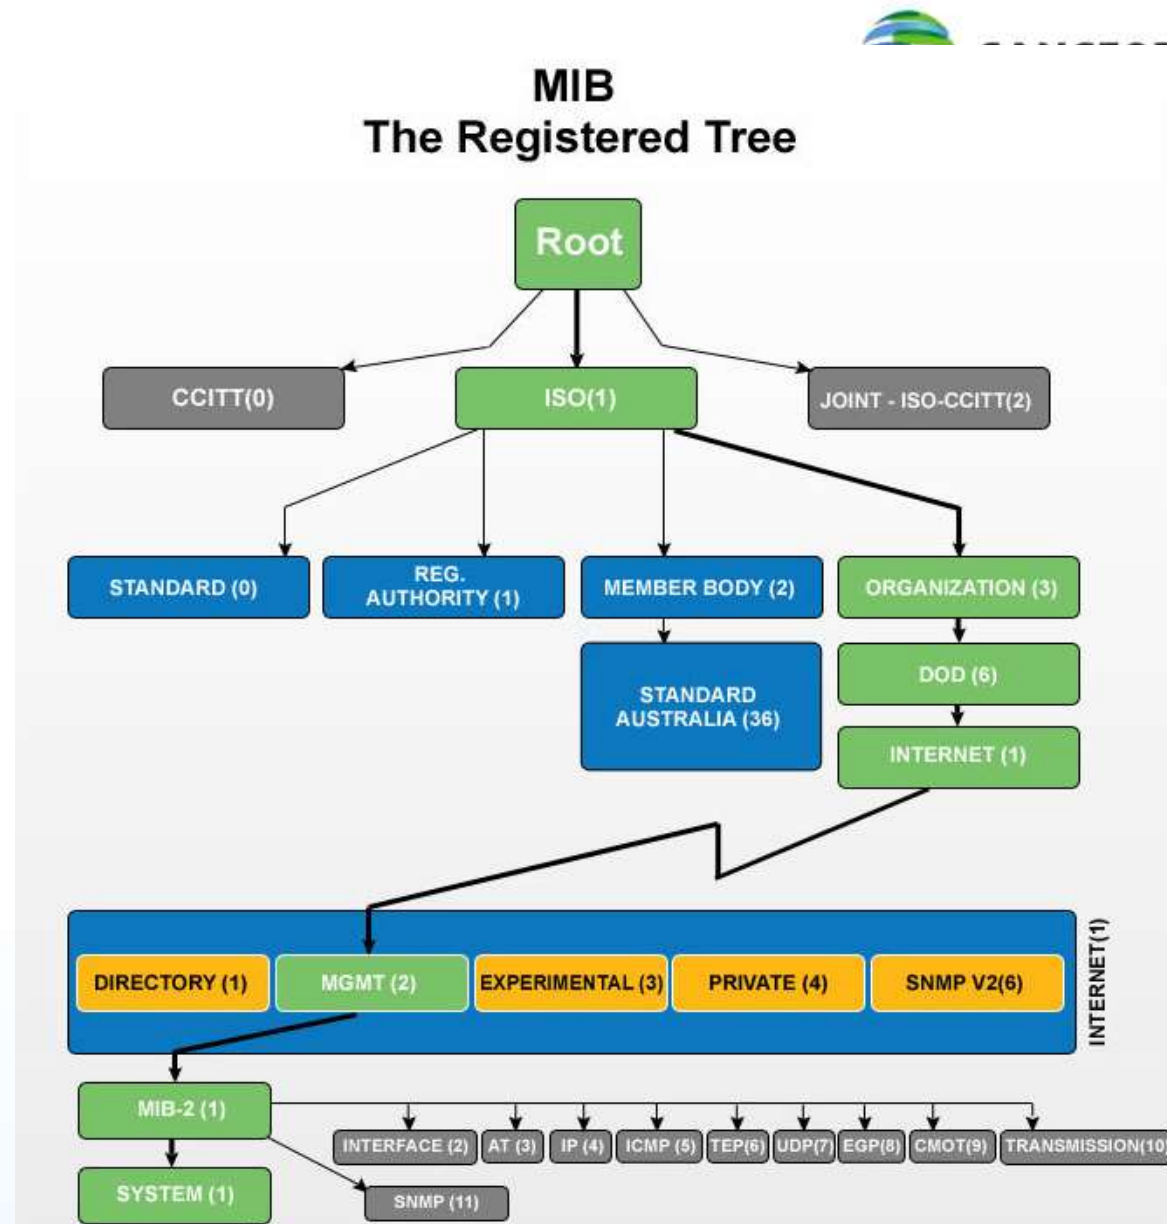 MIB
The Registered Tree
Root
CCITT(0)
ISO(1)
JOINT - ISO-CCITT(2)
STANDARD (0)
REG.
AUTHORITY (1)
MEMBER BODY (2)
ORGANIZATION (3)
STANDARD
AUSTRALIA (36)
DOD (6)
INTERNET (1)
INTERNET(1)
DIRECTORY (1)
MGMT (2)
EXPERIMENTAL (3)
PRIVATE (4)
SNMP V2(6)
MIB-2 (1)
INTERFACE (2)
AT (3)
IP (4)
ICMP (5)
TEP(6)
UDP(7)
EGP(8)
CMOT(9)
TRANSMISSION(10)
SYSTEM (1)
SNMP (11)